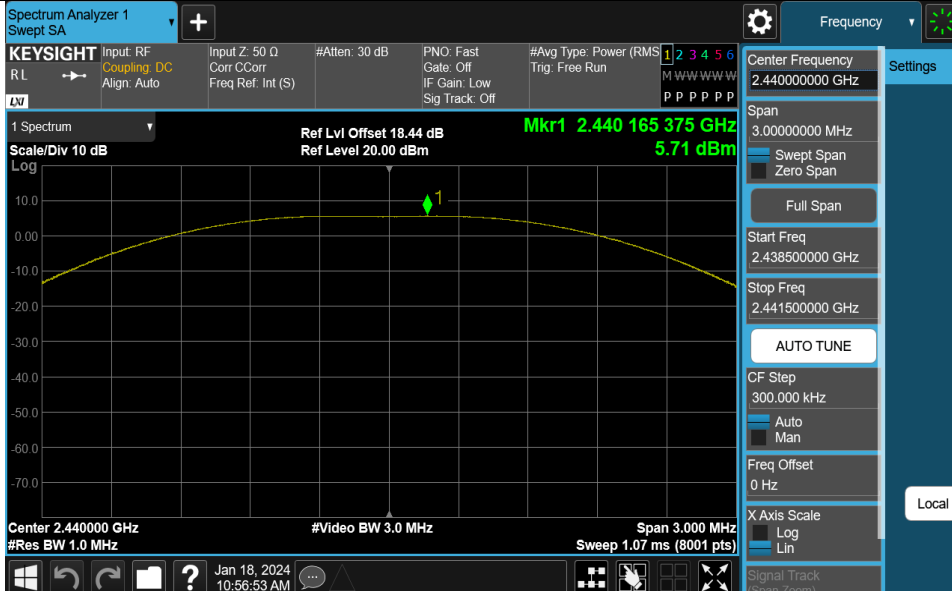 Spectrum Analyzer 1
Swept SA
+
Frequency
KEYSIGHT
RL
LXI
Input: RF
Coupling: DC
Align: Auto
Input Z: 50 Ω
Corr CCorr
Freq Ref: Int (S)
#Atten: 30 dB
PNO: Fast
Gate: Off
IF Gain: Low
Sig Track: Off
#Avg Type: Power (RMS
Trig: Free Run
1 2 3 4 5 6
M W W W W W
P P P P P P
1 Spectrum
Scale/Div 10 dB
Ref Lvl Offset 18.44 dB
Ref Level 20.00 dBm
Mkr1 2.440 165 375 GHz
5.71 dBm
Log
1
10.0
0.00
-10.0
-20.0
-30.0
-40.0
-50.0
-60.0
-70.0
Center 2.440000 GHz
#Res BW 1.0 MHz
#Video BW 3.0 MHz
Span 3.000 MHz
Sweep 1.07 ms (8001 pts)
?
Jan 18, 2024
10:56:53 AM
Center Frequency
2.440000000 GHz
Span
3.00000000 MHz
Swept Span
Zero Span
Full Span
Start Freq
2.438500000 GHz
Stop Freq
2.441500000 GHz
AUTO TUNE
CF Step
300.000 kHz
Auto
Man
Freq Offset
0 Hz
X Axis Scale
Log
Lin
Signal Track
(Span Zoom)
Settings
Local